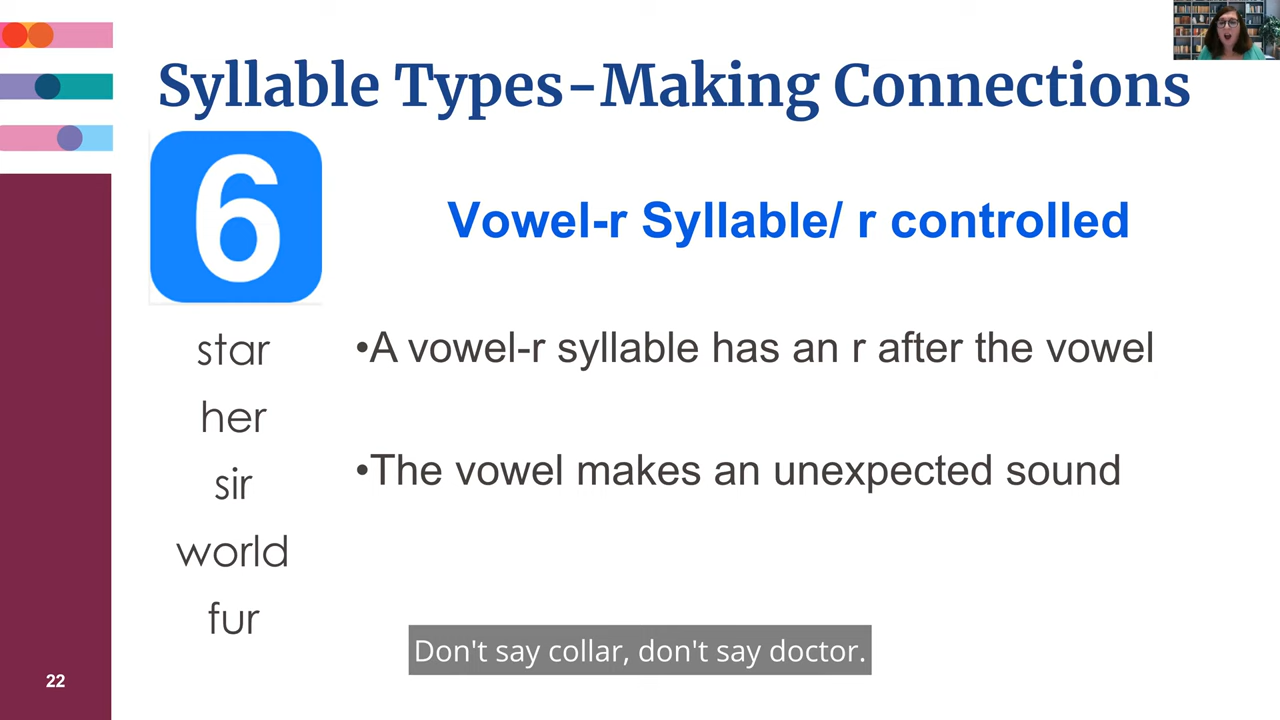 Syllable Types-Making Connections
6
Vowel-r Syllable/ r controlled
star
her
sir
world
fur
•A vowel-r syllable has an r after the vowel
•The vowel makes an unexpected sound
Don't say collar, don't say doctor.
22